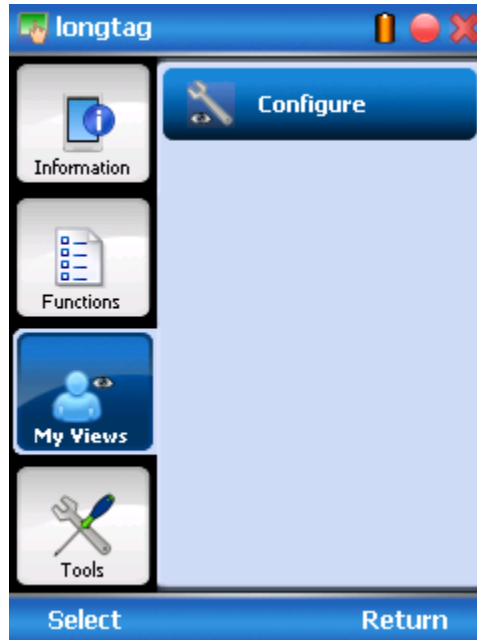 longtag
Configure
Information
Functions
My Views
Tools
Select
Return